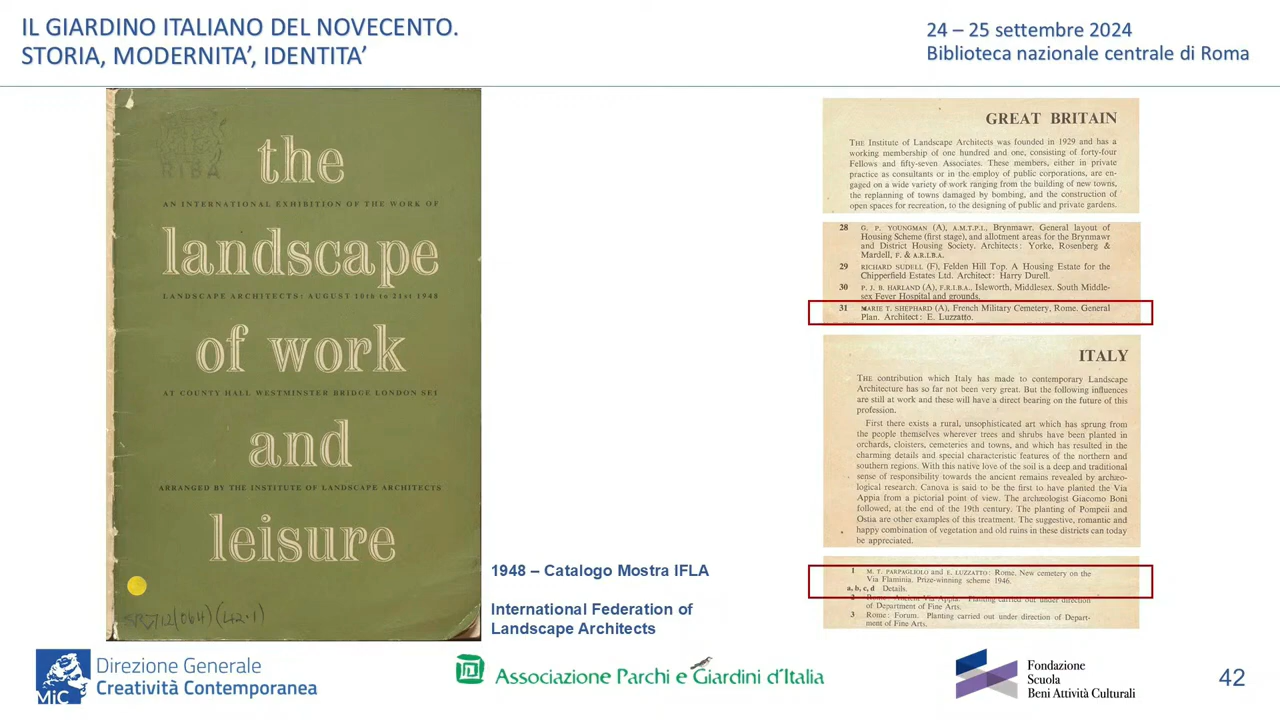 IL GIARDINO ITALIANO DEL NOVECENTO.
STORIA, MODERNITA’, IDENTITA’
24 – 25 settembre 2024
Biblioteca nazionale centrale di Roma
RIBA
the
AN INTERNATIONAL EXHIBITION OF THE WORK OF
landscape
LANDSCAPE ARCHITECTS: AUGUST 18th to 21st 1948
of work
AT COUNTY HALL WESTMINSTER BRIDGE LONDON SE1
and
ARRANGED BY THE INSTITUTE OF LANDSCAPE ARCHITECTS
leisure
1948 – Catalogo Mostra IFLA
International Federation of
Landscape Architects
GREAT BRITAIN
THE Institute of Landscape Architects was founded in 1929 and has a
working membership of one hundred and one, consisting of forty-four
Fellows and fifty-seven Associates. These members, either in private
practice as consultants or in the employ of public corporations, are en-
gaged on a wide variety of work ranging from the building of new towns,
the replanning of towns damaged by bombing, and the construction of
open spaces for recreation, to the designing of public and private gardens.
28 G. P. YOUNGMAN (A), A.M.T.P.I., Brynmawr. General layout of
Housing Scheme (first stage), and allotment areas for the Brynmawr
and District Housing Society. Architects: Yorke, Rosenberg &
Mardell, F. & A.R.I.B.A.
29 RICHARD SUDELL (F), Felden Hill Top. A Housing Estate for the
Chipperfield Estates Ltd. Architect: Harry Durell.
30 P. J. B. HARLAND (A), F.R.I.B.A., Isleworth, Middlesex. South Middle-
sex Fever Hospital and grounds.
31 MARIE T. SHEPHARD (A), French Military Cemetery, Rome. General
Plan. Architect: E. Luzzatto.
ITALY
THE contribution which Italy has made to contemporary Landscape
Architecture has so far not been very great. But the following influences
are still at work and these will have a direct bearing on the future of this
profession.
First there exists a rural, unsophisticated art which has sprung from
the people themselves wherever trees and shrubs have been planted in
orchards, cloisters, cemeteries and towns, and which has resulted in the
charming details and special characteristic features of the northern and
southern regions. With this native love of the soil is a deep and traditional
sense of responsibility towards the ancient remains revealed by archæo-
logical research. Canova is said to be the first to have planted the Via
Appia from a pictorial point of view. The archæologist Giacomo Boni
followed, at the end of the 19th century. The planting of Pompeii and
Ostia are other examples of this treatment. The suggestive, romantic and
happy combination of vegetation and old ruins in these districts can today
be appreciated.
1 M. T. PARPAGLIOLO and E. LUZZATTO: Rome. New cemetery on the
Via Flaminia. Prize-winning scheme 1946.
a, b, c, d Details.
2 Rome: Ancient Via Appia. Planting carried out under direction
of Department of Fine Arts.
3 Rome: Forum. Planting carried out under direction of Depart-
ment of Fine Arts.
MiC
Direzione Generale
Creatività Contemporanea
Associazione Parchi e Giardini d’Italia
Fondazione
Scuola
Beni Attività Culturali
42